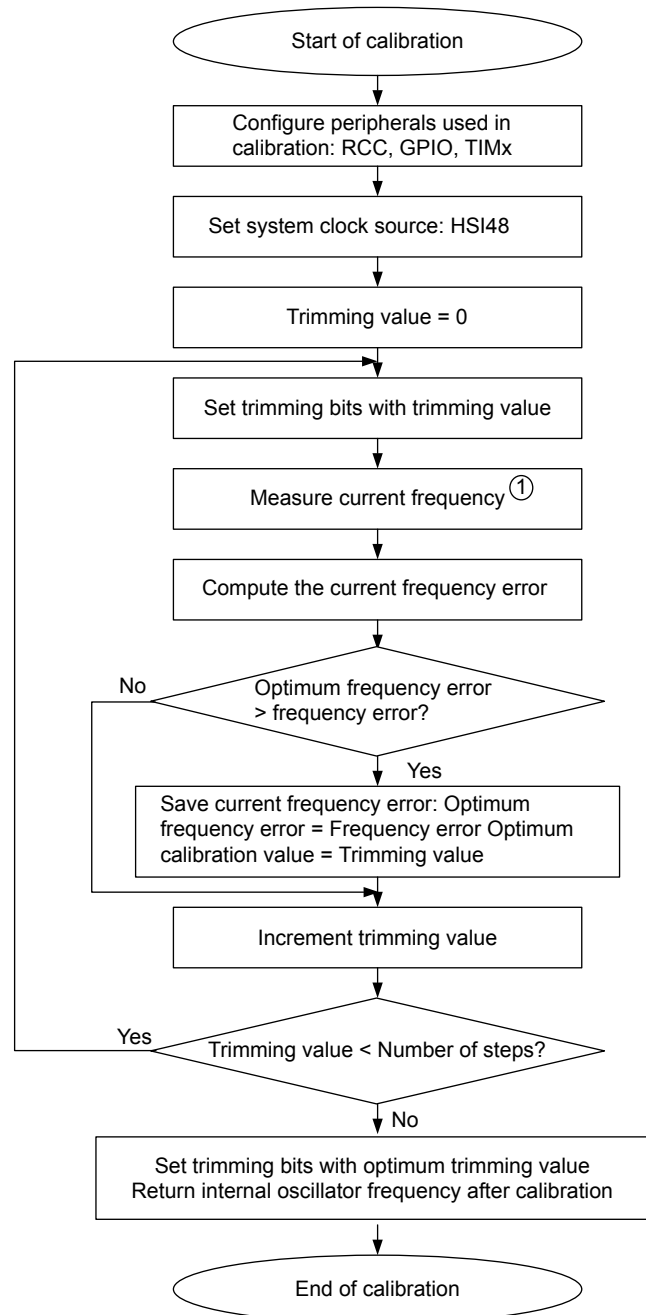 Start of calibration
Configure peripherals used in
calibration: RCC, GPIO, TIMx
Set system clock source: HSI48
Trimming value = 0
Set trimming bits with trimming value
Measure current frequency ①
Compute the current frequency error
No
Optimum frequency error
> frequency error?
Yes
Save current frequency error: Optimum
frequency error = Frequency error Optimum
calibration value = Trimming value
Increment trimming value
Yes
Trimming value < Number of steps?
No
Set trimming bits with optimum trimming value
Return internal oscillator frequency after calibration
End of calibration